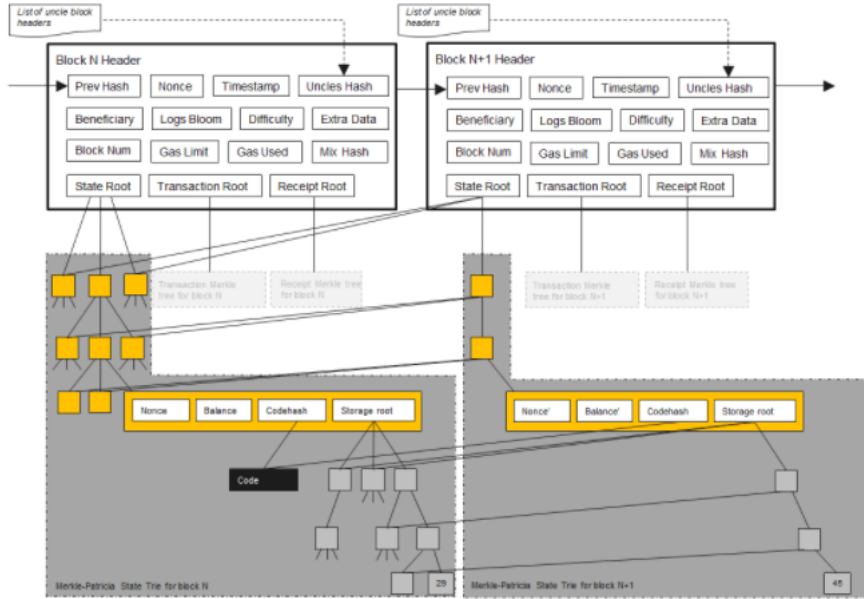 List of uncle block
headers
List of uncle block
headers
Block N Header
Block N+1 Header
Prev Hash
Nonce
Timestamp
Uncles Hash
Prev Hash
Nonce
Timestamp
Uncles Hash
Beneficiary
Logs Bloom
Difficulty
Extra Data
Beneficiary
Logs Bloom
Difficulty
Extra Data
Block Num
Gas Limit
Gas Used
Mix Hash
Block Num
Gas Limit
Gas Used
Mix Hash
State Root
Transaction Root
Receipt Root
State Root
Transaction Root
Receipt Root
Transaction Merkle
tree for block N
Receipt Merkle tree
for block N
Transaction Merkle
tree for block N+1
Receipt Merkle tree
for block N+1
Nonce
Balance
Codehash
Storage root
Nonce'
Balance'
Codehash
Storage root
Code
Merkle-Patricia State Trie for block N
29
Merkle-Patricia State Trie for block N+1
45